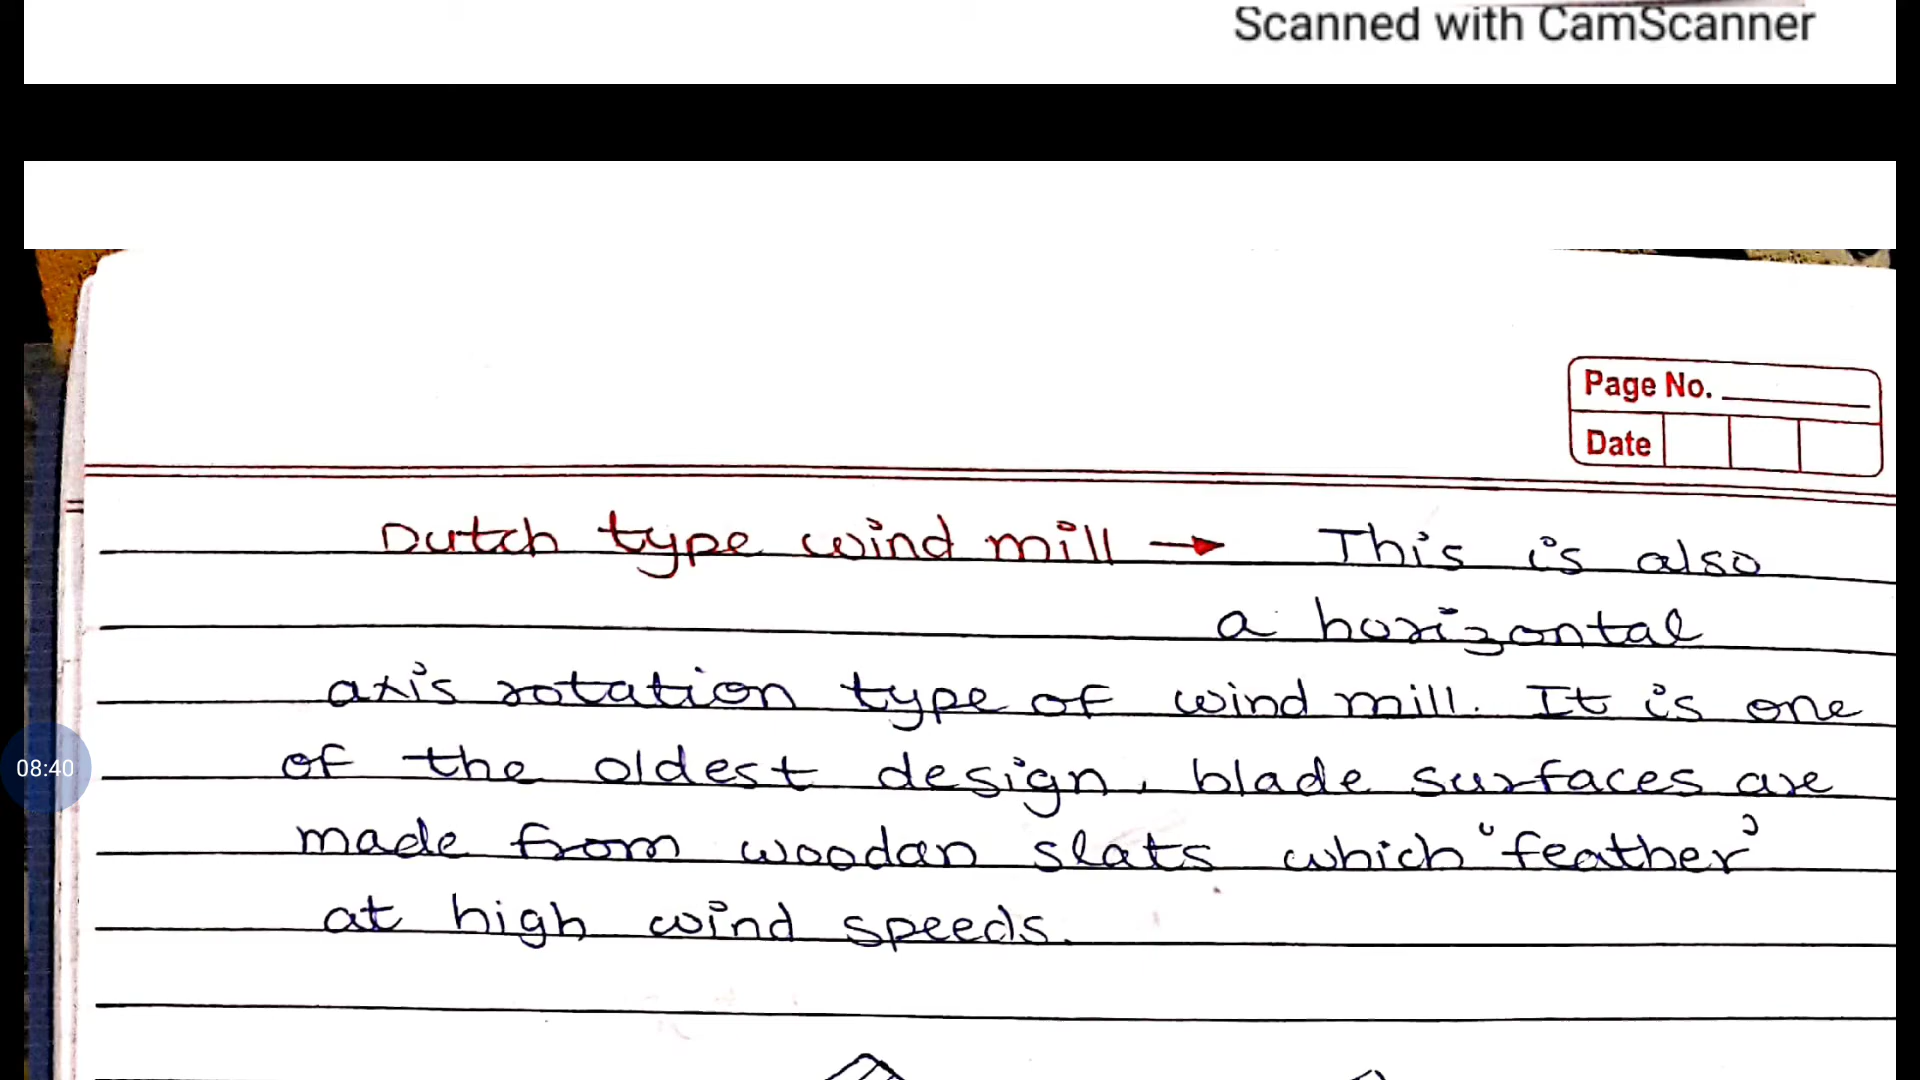 Scanned with CamScanner
Page No.
Date
Dutch type wind mill → This is also
a horizontal
axis rotation type of wind mill. It is one
of the oldest design, blade surfaces are
08:40
made from woodan slats which "feather"
at high wind speeds.